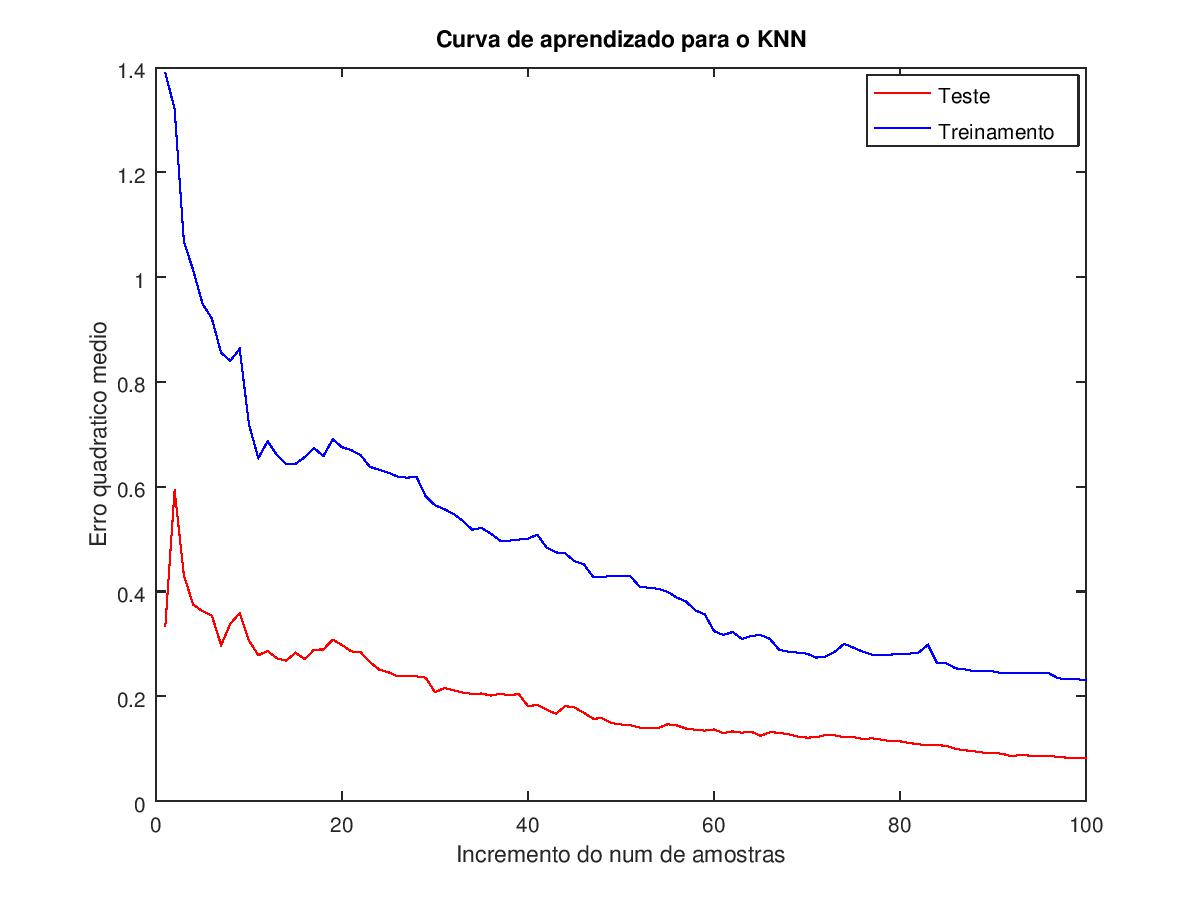 Curva de aprendizado para o KNN
Teste
Treinamento
Erro quadratico medio
1.4
1.2
1
0.8
0.6
0.4
0.2
0
0 20 40 60 80 100
Incremento do num de amostras